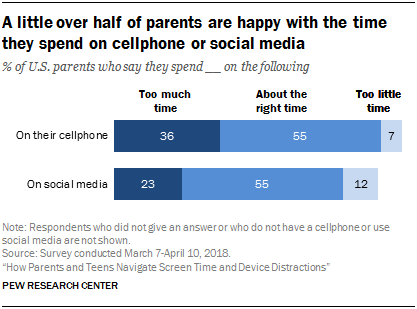 A little over half of parents are happy with the time
they spend on cellphone or social media
% of U.S. parents who say they spend __ on the following
Too much time
About the right time
Too little time
On their cellphone 36 55 7
On social media 23 55 12
Note: Respondents who did not give an answer or who do not have a cellphone or use
social media are not shown.
Source: Survey conducted March 7-April 10, 2018.
“How Parents and Teens Navigate Screen Time and Device Distractions”
PEW RESEARCH CENTER